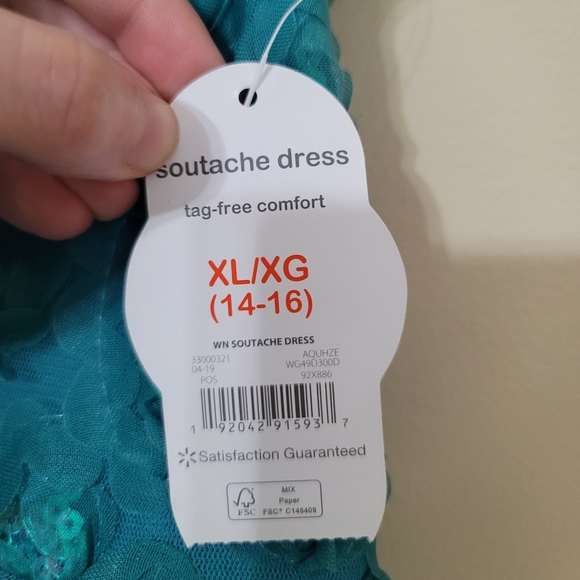 soutache dress
tag-free comfort
XL/XG
(14-16)
WN SOUTACHE DRESS
33000321 AQUHZE
04-19 WG49D300D
POS 92X886
1 92042 91593 7
Satisfaction Guaranteed
FSC
MIX
Paper
FSC® C145409